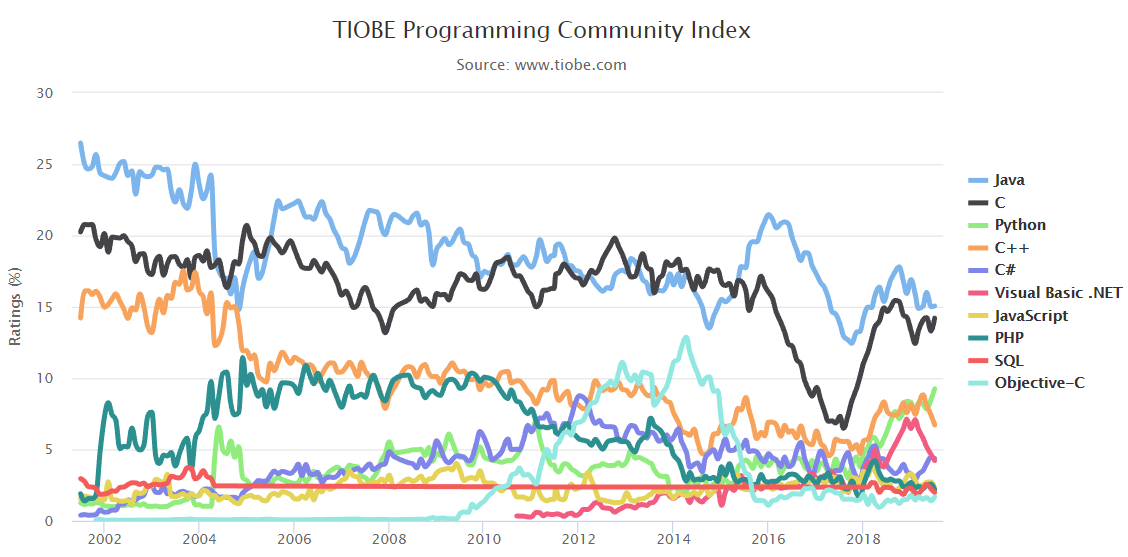 TIOBE Programming Community Index
Source: www.tiobe.com
Ratings (%)
30
25
20
15
10
5
0
2002 2004 2006 2008 2010 2012 2014 2016 2018
Java
C
Python
C++
C#
Visual Basic .NET
JavaScript
PHP
SQL
Objective-C